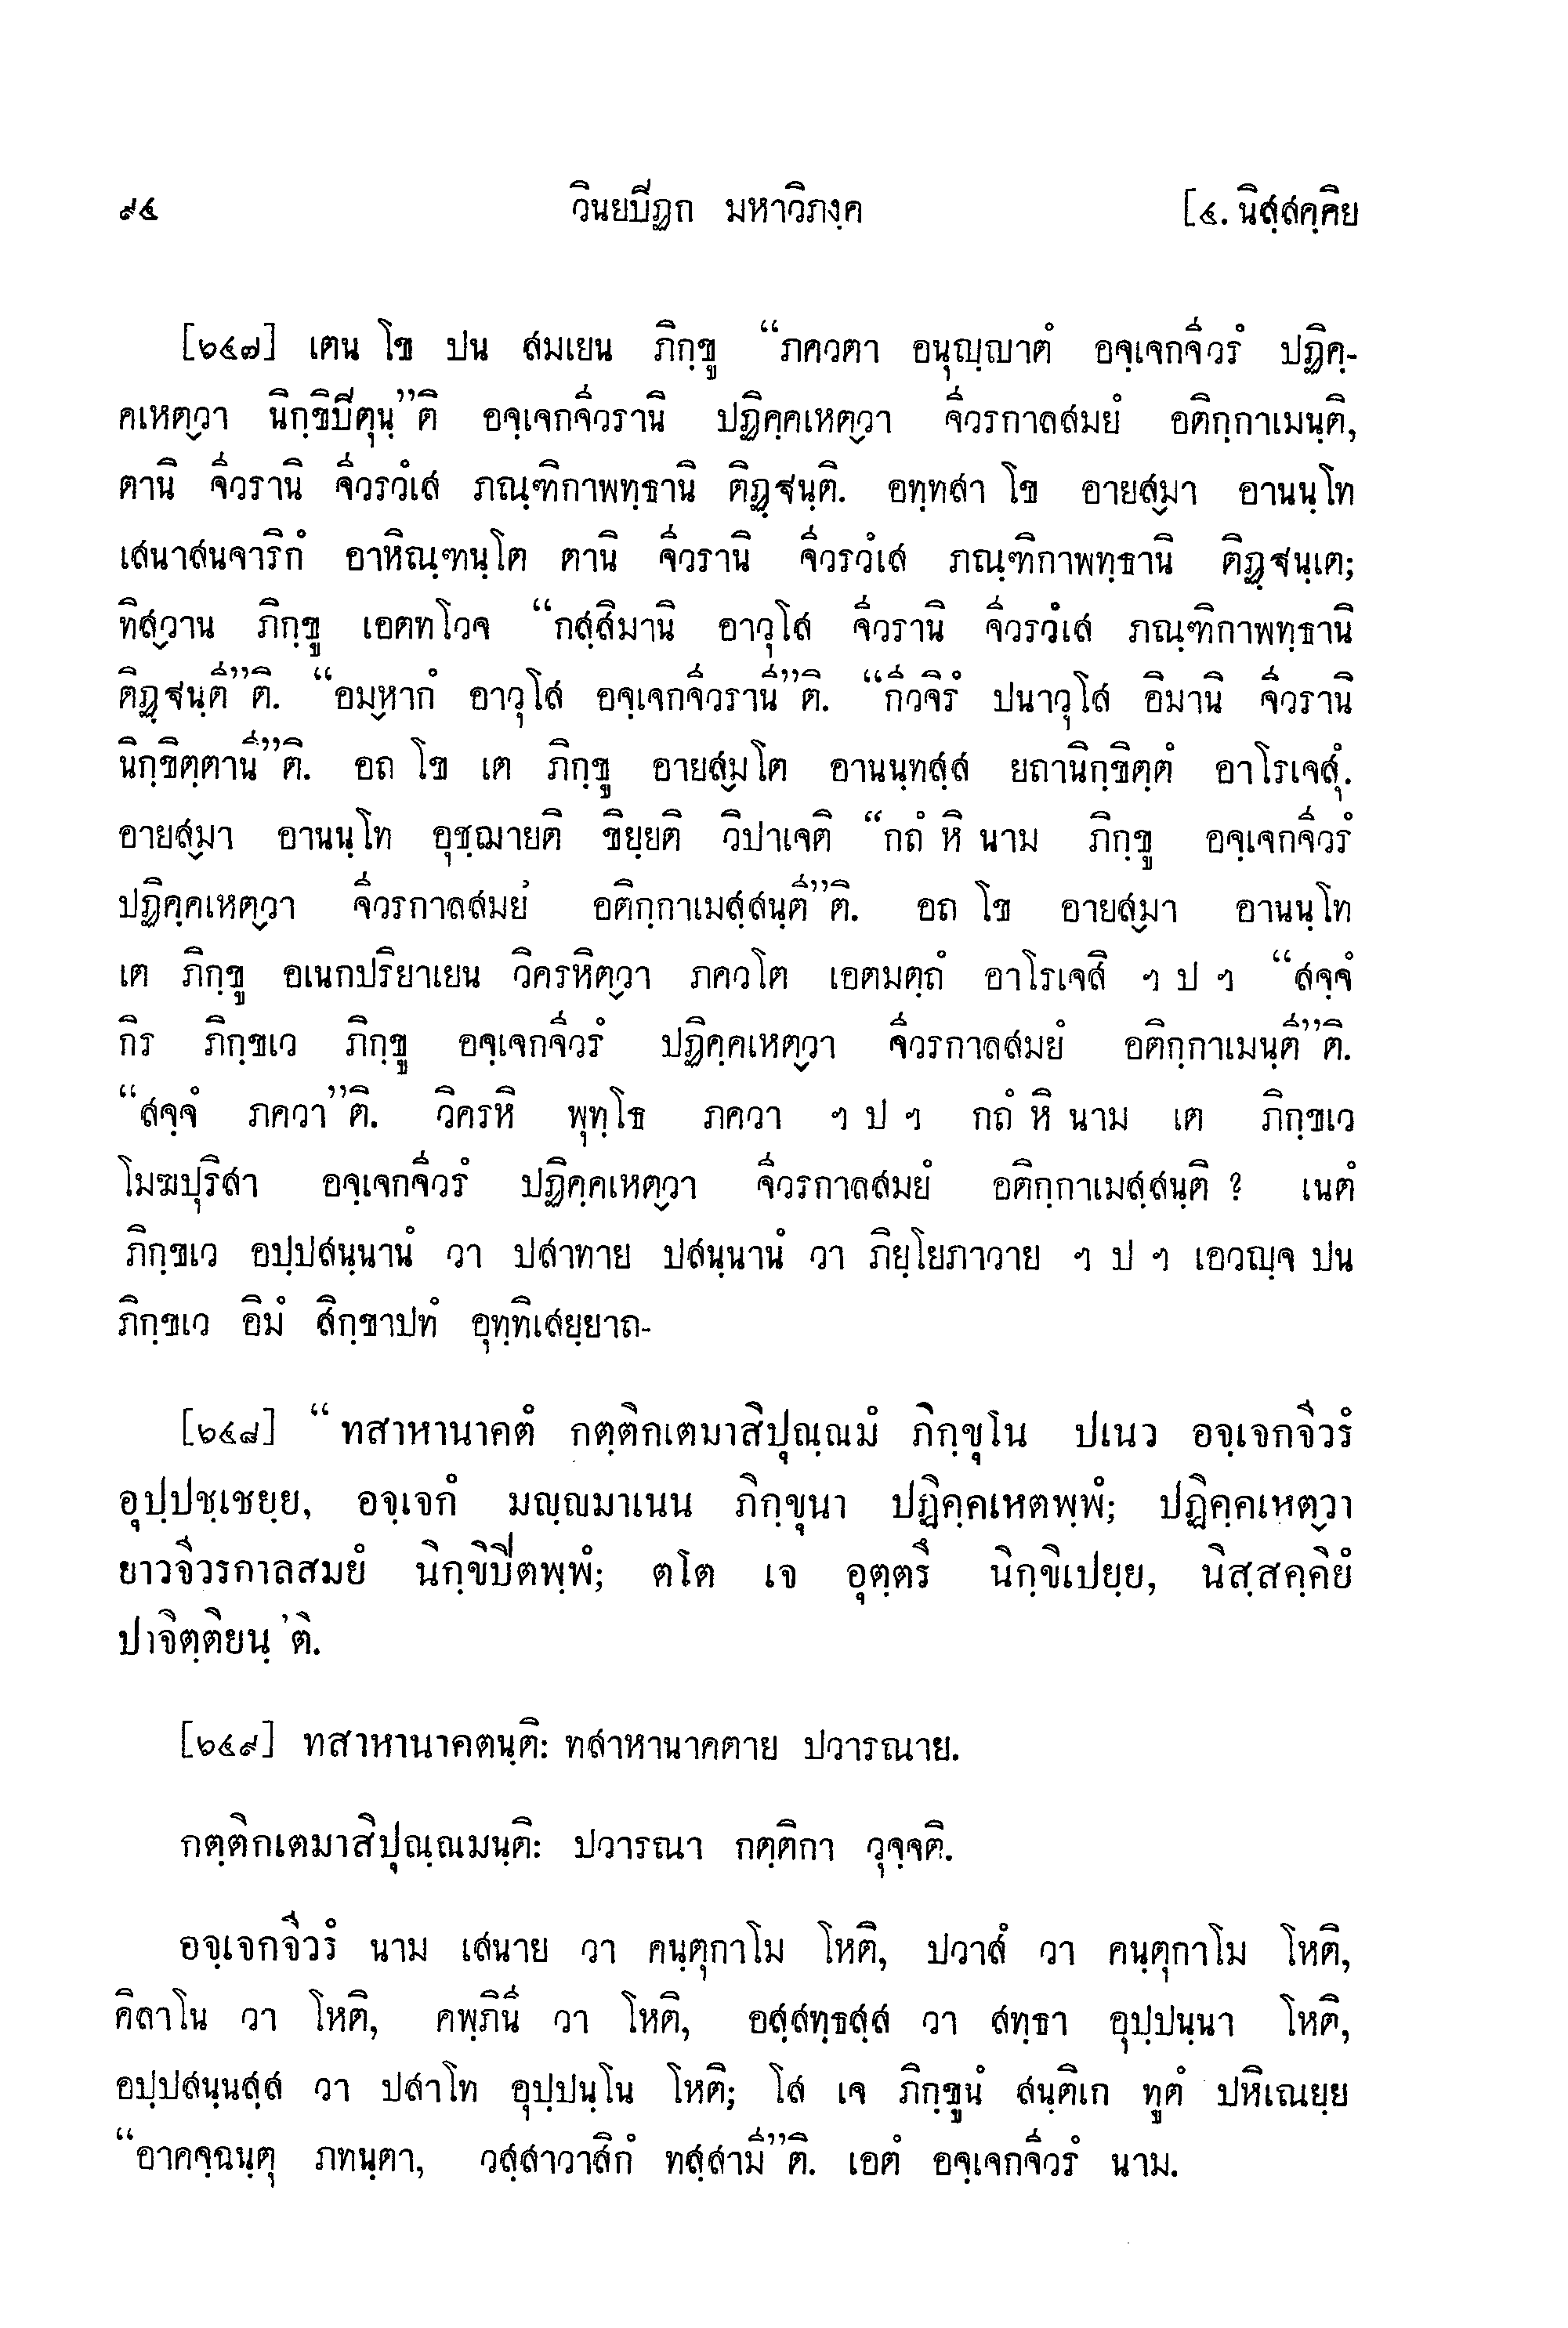 ๙๔ วินยปิฏก มหาวิภงฺค [๔. นิสฺสคฺคิย
[๖๔๗] เตน โข ปน สมเยน ภิกฺขู “ภควตา อนุญฺญาตํ อจฺเจกจีวรํ ปฏิคฺ-
คเหตฺวา นิกฺขิปิตุนฺ”ติ อจฺเจกจีวรานิ ปฏิคฺคเหตฺวา จีวรกาลสมยํ อติกฺกาเมนฺติ,
ตานิ จีวรานิ จีวรวํเส ภณฺฑิกาพทฺธานิ ติฏฺฐนฺติ. อทฺทสา โข อายสฺมา อานนฺโท
เสนาสนจาริกํ อาหิณฺฑนฺโต ตานิ จีวรานิ จีวรวํเส ภณฺฑิกาพทฺธานิ ติฏฺฐนฺเต;
ทิสฺวาน ภิกฺขู เอตทโวจ “กสฺสิมานิ อาวุโส จีวรานิ จีวรวํเส ภณฺฑิกาพทฺธานิ
ติฏฺฐนฺตี”ติ. “อมฺหากํ อาวุโส อจฺเจกจีวรานี”ติ. “กีวจิรํ ปนาวุโส อิมานิ จีวรานิ
นิกฺขิตฺตานี”ติ. อถ โข เต ภิกฺขู อายสฺมโต อานนฺทสฺส ยถานิกฺขิตฺตํ อาโรเจสุํ.
อายสฺมา อานนฺโท อุชฺฌายติ ขิยฺยติ วิปาเจติ “กถํ หิ นาม ภิกฺขู อจฺเจกจีวรํ
ปฏิคฺคเหตฺวา จีวรกาลสมยํ อติกฺกาเมสฺสนฺตี”ติ. อถ โข อายสฺมา อานนฺโท
เต ภิกฺขู อเนกปริยาเยน วิครหิตฺวา ภควโต เอตมตฺถํ อาโรเจสิ ฯ ป ฯ “สจฺจํ
กิร ภิกฺขเว ภิกฺขู อจฺเจกจีวรํ ปฏิคฺคเหตฺวา จีวรกาลสมยํ อติกฺกาเมนฺตี”ติ.
“สจฺจํ ภควา”ติ. วิครหิ พุทฺโธ ภควา ฯ ป ฯ กถํ หิ นาม เต ภิกฺขเว
โมฆปุริสา อจฺเจกจีวรํ ปฏิคฺคเหตฺวา จีวรกาลสมยํ อติกฺกาเมสฺสนฺติ ? เนตํ
ภิกฺขเว อปฺปสนฺนานํ วา ปสาทาย ปสนฺนานํ วา ภิยฺโยภาวาย ฯ ป ฯ เอวญฺจ ปน
ภิกฺขเว อิมํ สิกฺขาปทํ อุทฺทิเสยฺยาถ-
[๖๔๘] “ทสาหานาคตํ กตฺติกเตมาสิปุณฺณมํ ภิกฺขุโน ปเนว อจฺเจกจีวรํ
อุปฺปชฺเชยฺย, อจฺเจกํ มญฺญมาเนน ภิกฺขุนา ปฏิคฺคเหตพฺพํ; ปฏิคฺคเหตฺวา
ยาวจีวรกาลสมยํ นิกฺขิปิตพฺพํ; ตโต เจ อุตฺตรึ นิกฺขิเปยฺย, นิสฺสคฺคิยํ
ปาจิตฺติยนฺ ’ติ.
[๖๔๙] ทสาหานาคตนฺติ: ทสาหานาคตาย ปวารณาย.
กตฺติกเตมาสิปุณฺณมนฺติ: ปวารณา กตฺติกา วุจฺจติ.
อจฺเจกจีวรํ นาม เสนาย วา คนฺตุกาโม โหติ, ปวาสํ วา คนฺตุกาโม โหติ,
คิลาโน วา โหติ, คพฺภินี วา โหติ, อสฺสทฺธสฺส วา สทฺธา อุปฺปนฺนา โหติ,
อปฺปสนฺนสฺส วา ปสาโท อุปฺปนฺโน โหติ; โส เจ ภิกฺขูนํ สนฺติเก ทูตํ ปหิเณยฺย
“อาคจฺฉนฺตุ ภทนฺตา, วสฺสาวาสิกํ ทสฺสามี”ติ. เอตํ อจฺเจกจีวรํ นาม.